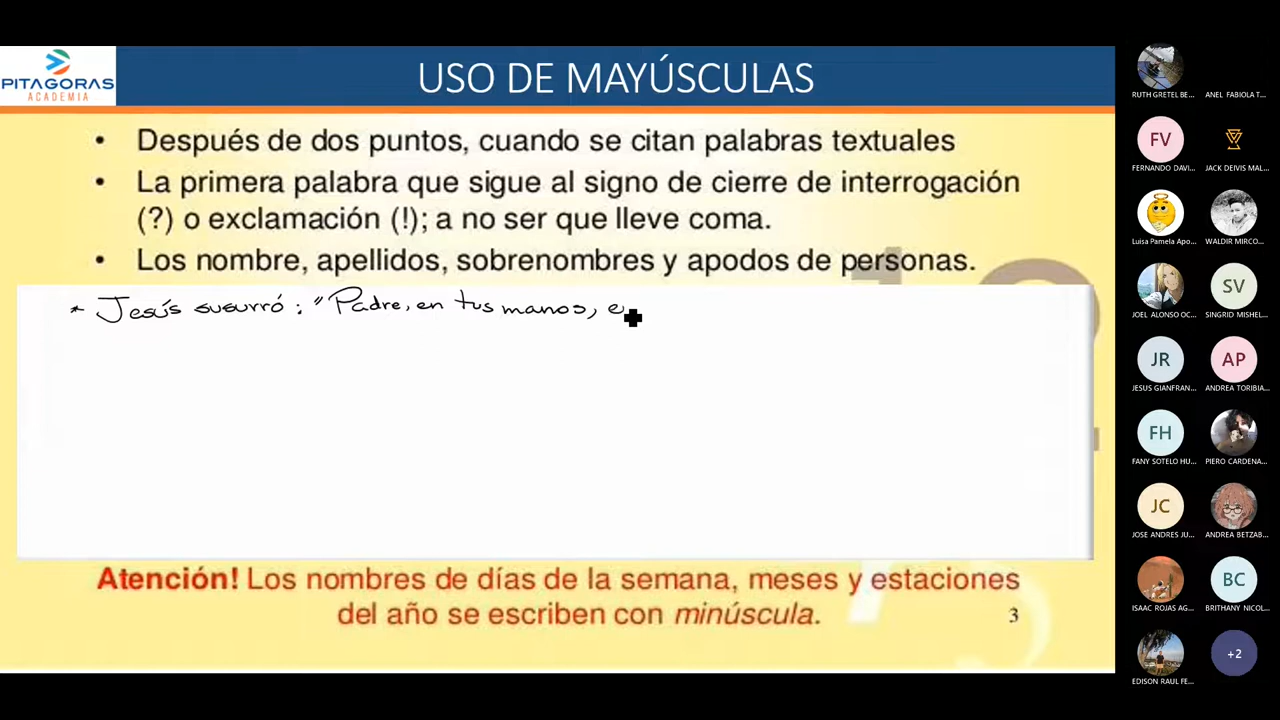 PITAGORAS
ACADEMIA
USO DE MAYÚSCULAS
• Después de dos puntos, cuando se citan palabras textuales
• La primera palabra que sigue al signo de cierre de interrogación
(?) o exclamación (!); a no ser que lleve coma.
• Los nombre, apellidos, sobrenombres y apodos de personas.
* Jesús susurró: "Padre, en tus manos, e
Atención! Los nombres de días de la semana, meses y estaciones
del año se escriben con minúscula.
3
RUTH GRETEL BE...
ANEL FABIOLA T...
FV
FERNANDO DAVI...
JACK DEIVIS MAL...
Luisa Pamela Apo...
WALDIR MIRCO...
JOEL ALONSO OC...
SV
SINGRID MISHEL...
JR
JESUS GIANFRAN...
AP
ANDREA TORIBIA...
FH
FANY SOTELO HU...
PIERO CARDENA...
JC
JOSE ANDRES JU...
ANDREA BETZAB...
ISAAC ROJAS AG...
BC
BRITHANY NICOL...
EDISON RAUL FE...
+2